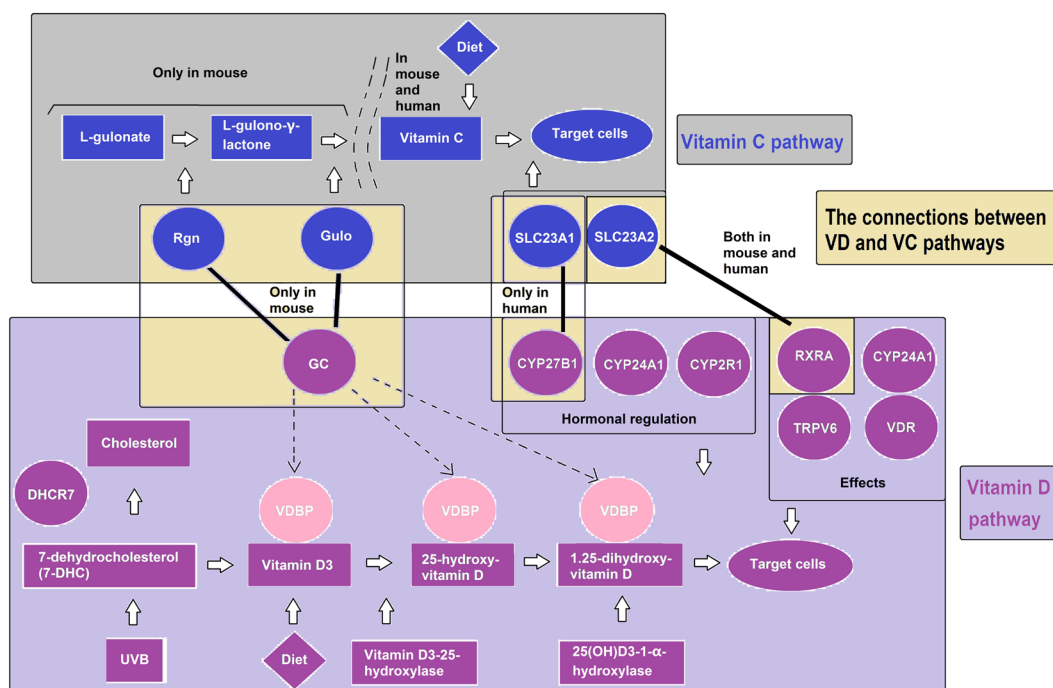 Diet
Only in mouse
In
mouse
and
human
L-gulonate
L-gulono-γ-
lactone
Vitamin C
Target cells
Vitamin C pathway
Rgn
Gulo
SLC23A1
SLC23A2
Both in
mouse and
human
The connections between
VD and VC pathways
Only in
mouse
Only in
human
GC
CYP27B1
CYP24A1
CYP2R1
RXRA
CYP24A1
Hormonal regulation
TRPV6
VDR
Effects
Cholesterol
DHCR7
VDBP
VDBP
VDBP
Vitamin D
pathway
7-dehydrocholesterol
(7-DHC)
Vitamin D3
25-hydroxy-
vitamin D
1.25-dihydroxy-
vitamin D
Target cells
UVB
Diet
Vitamin D3-25-
hydroxylase
25(OH)D3-1-α-
hydroxylase